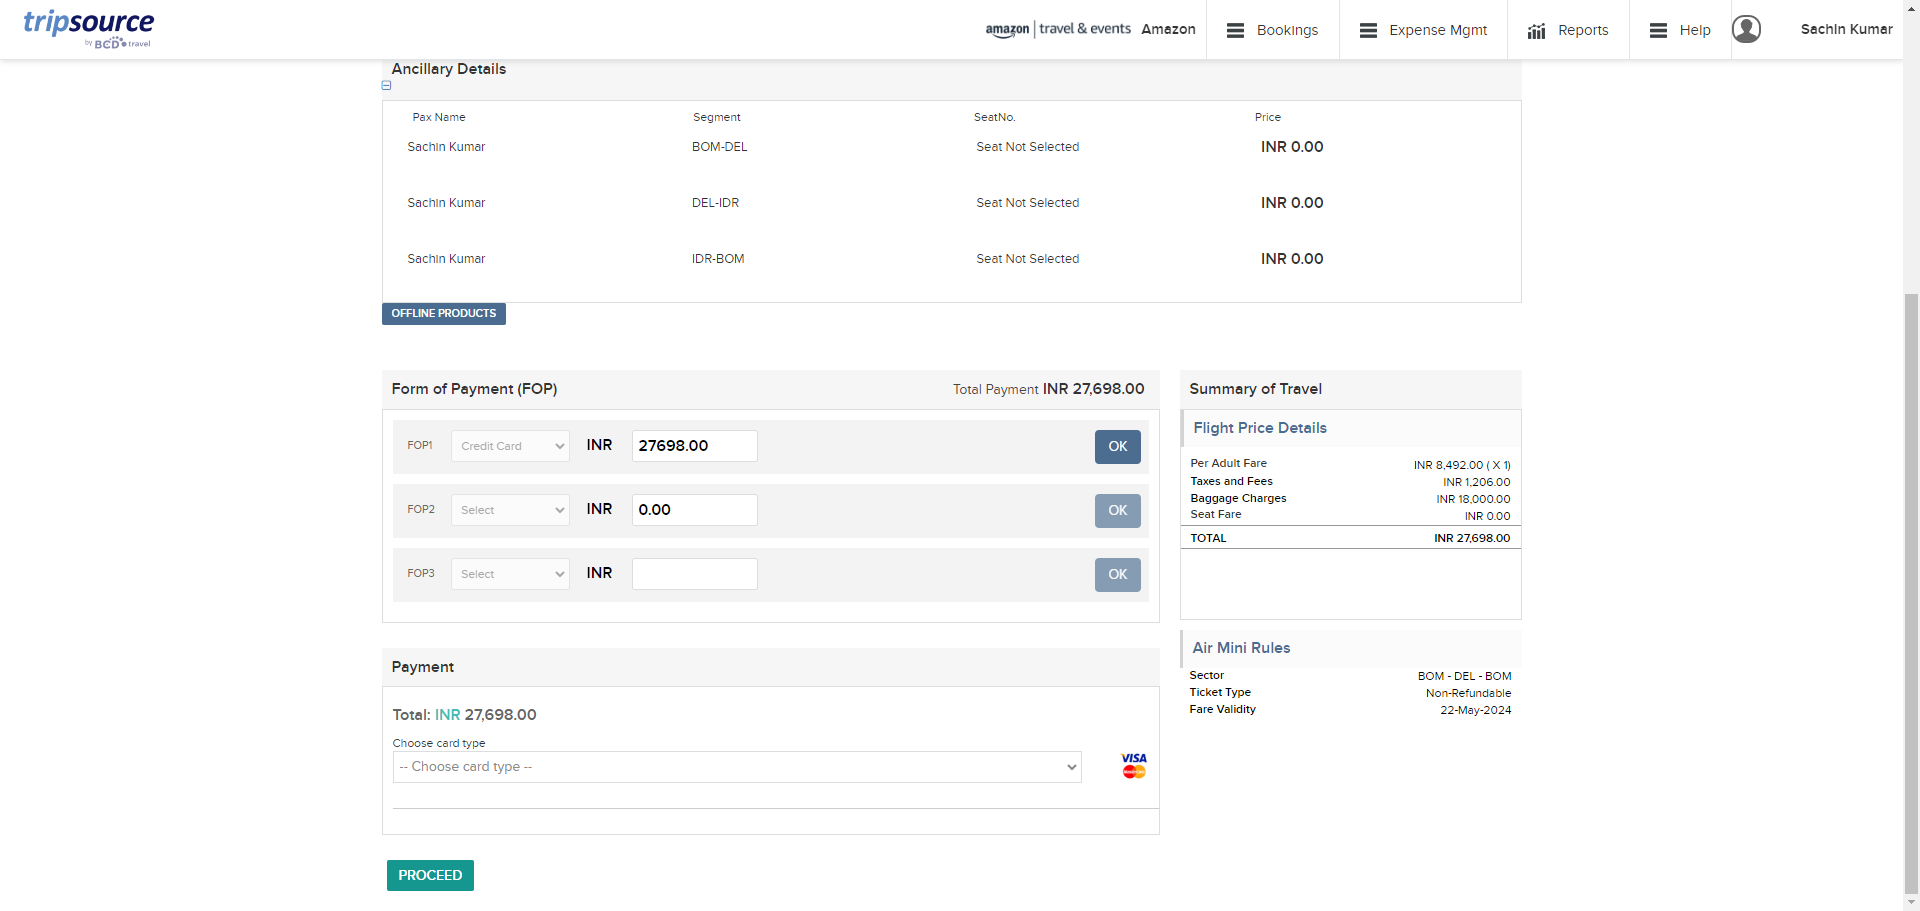 tripsource
by BCD travel
amazon | travel & events Amazon
Bookings
Expense Mgmt
Reports
Help
Sachin Kumar
Ancillary Details
Pax Name Segment SeatNo. Price
Sachin Kumar BOM-DEL Seat Not Selected INR 0.00
Sachin Kumar DEL-IDR Seat Not Selected INR 0.00
Sachin Kumar IDR-BOM Seat Not Selected INR 0.00
OFFLINE PRODUCTS
Form of Payment (FOP) Total Payment INR 27,698.00
FOP1 Credit Card INR 27698.00 OK
FOP2 Select INR 0.00 OK
FOP3 Select INR OK
Payment
Total: INR 27,698.00
Choose card type
-- Choose card type --
VISA
MasterCard
PROCEED
Summary of Travel
Flight Price Details
Per Adult Fare INR 8,492.00 ( X 1)
Taxes and Fees INR 1,206.00
Baggage Charges INR 18,000.00
Seat Fare INR 0.00
TOTAL INR 27,698.00
Air Mini Rules
Sector BOM - DEL - BOM
Ticket Type Non-Refundable
Fare Validity 22-May-2024